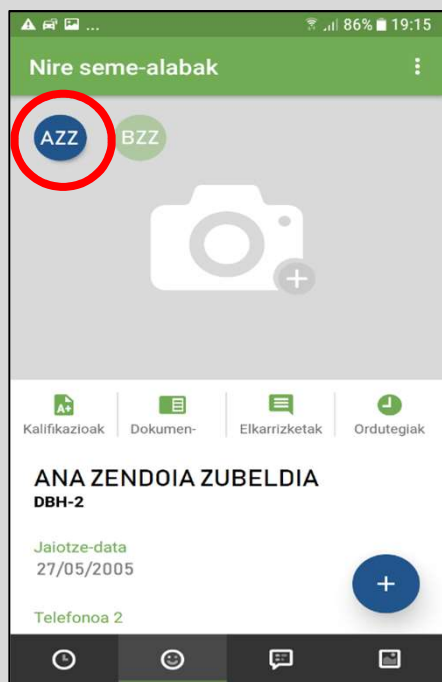 ... 86% 19:15
Nire seme-alabak
AZZ BZZ
A+
Kalifikazioak Dokumen- Elkarrizketak Ordutegiak
ANA ZENDOIA ZUBELDIA
DBH-2
Jaiotze-data
27/05/2005
Telefonoa 2